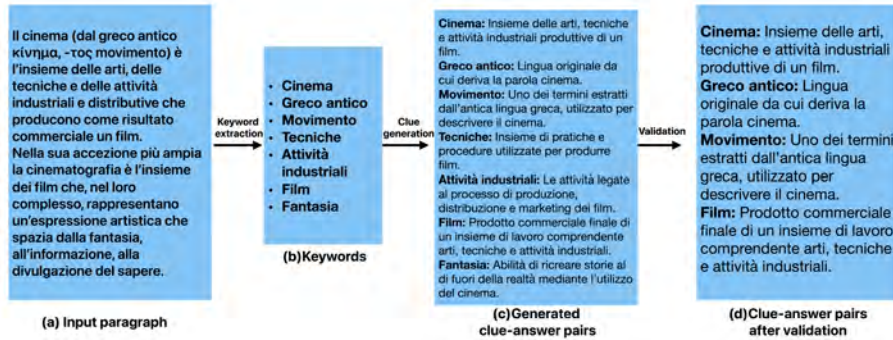 Il cinema (dal greco antico
κίνημα, -τος movimento) è
l'insieme delle arti, delle
tecniche e delle attività
industriali e distributive che
producono come risultato
commerciale un film.
Nella sua accezione più ampia
la cinematografia è l'insieme
dei film che, nel loro
complesso, rappresentano
un'espressione artistica che
spazia dalla fantasia,
all'informazione, alla
divulgazione del sapere.
(a) Input paragraph
Keyword
extraction
• Cinema
• Greco antico
• Movimento
• Tecniche
• Attività
industriali
• Film
• Fantasia
(b)Keywords
Clue
generation
Cinema: Insieme delle arti, tecniche
e attività industriali produttive di un
film.
Greco antico: Lingua originale da
cui deriva la parola cinema.
Movimento: Uno dei termini estratti
dall'antica lingua greca, utilizzato per
descrivere il cinema.
Tecniche: Insieme di pratiche e
procedure utilizzate per produrre
film.
Attività industriali: Le attività legate
al processo di produzione,
distribuzione e marketing dei film.
Film: Prodotto commerciale finale di
un insieme di lavoro comprendente
arti, tecniche e attività industriali.
Fantasia: Abilità di ricreare storie al
di fuori della realtà mediante l'utilizzo
del cinema.
(c)Generated
clue-answer pairs
Validation
Cinema: Insieme delle arti,
tecniche e attività industriali
produttive di un film.
Greco antico: Lingua
originale da cui deriva la
parola cinema.
Movimento: Uno dei termini
estratti dall'antica lingua
greca, utilizzato per
descrivere il cinema.
Film: Prodotto commerciale
finale di un insieme di lavoro
comprendente arti, tecniche
e attività industriali.
(d)Clue-answer pairs
after validation